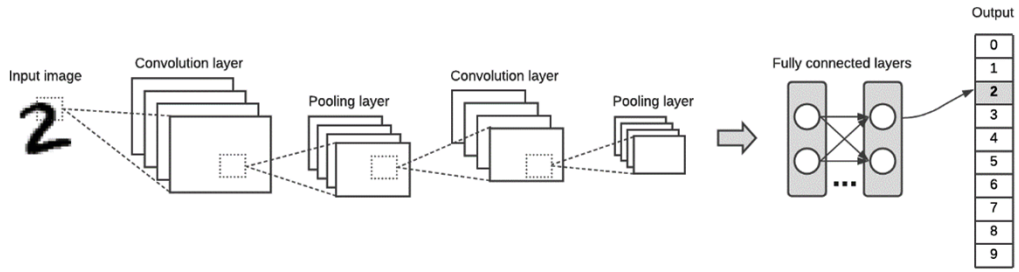 Input image
2
Convolution layer
Pooling layer
Convolution layer
Pooling layer
Fully connected layers
...
Output
0
1
2
3
4
5
6
7
8
9